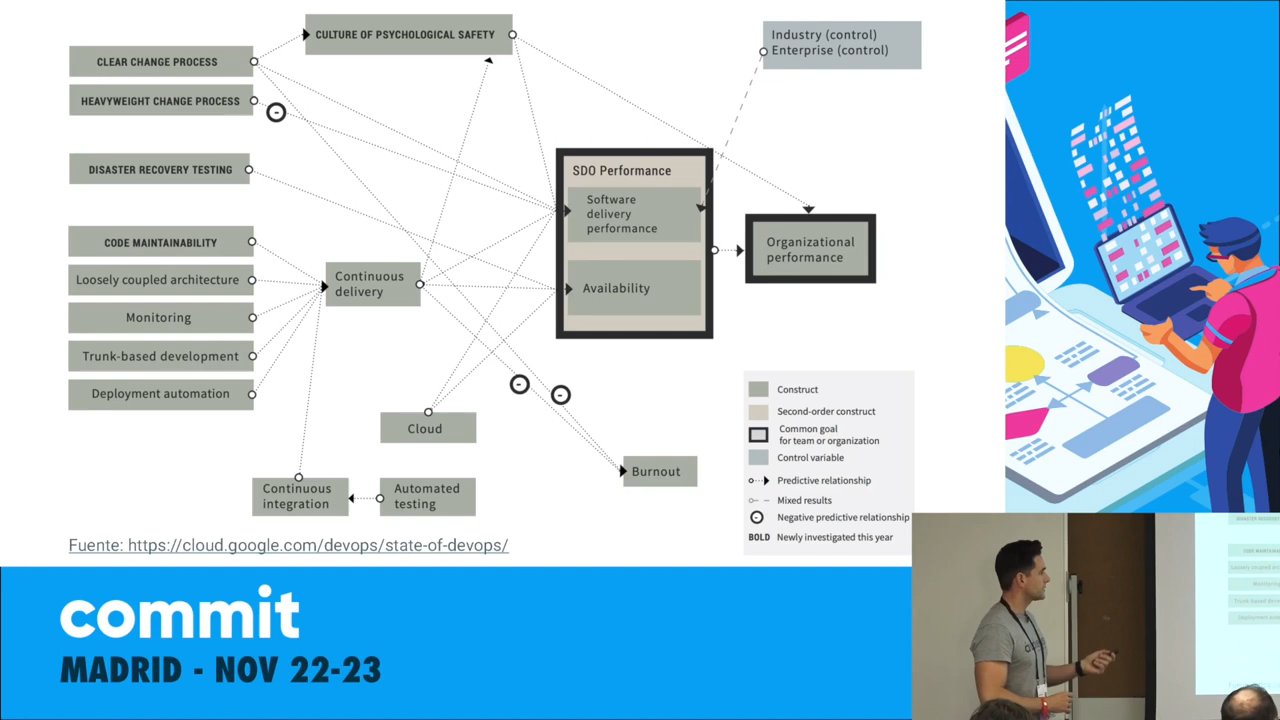 CULTURE OF PSYCHOLOGICAL SAFETY
Industry (control)
Enterprise (control)
CLEAR CHANGE PROCESS
HEAVYWEIGHT CHANGE PROCESS
DISASTER RECOVERY TESTING
SDO Performance
Software
delivery
performance
Availability
Organizational
performance
CODE MAINTAINABILITY
Loosely coupled architecture
Monitoring
Trunk-based development
Deployment automation
Continuous
delivery
Cloud
Burnout
Continuous
integration
Automated
testing
Construct
Second-order construct
Common goal
for team or organization
Control variable
Predictive relationship
Mixed results
Negative predictive relationship
BOLD Newly investigated this year
Fuente: https://cloud.google.com/devops/state-of-devops/
commit
MADRID - NOV 22-23